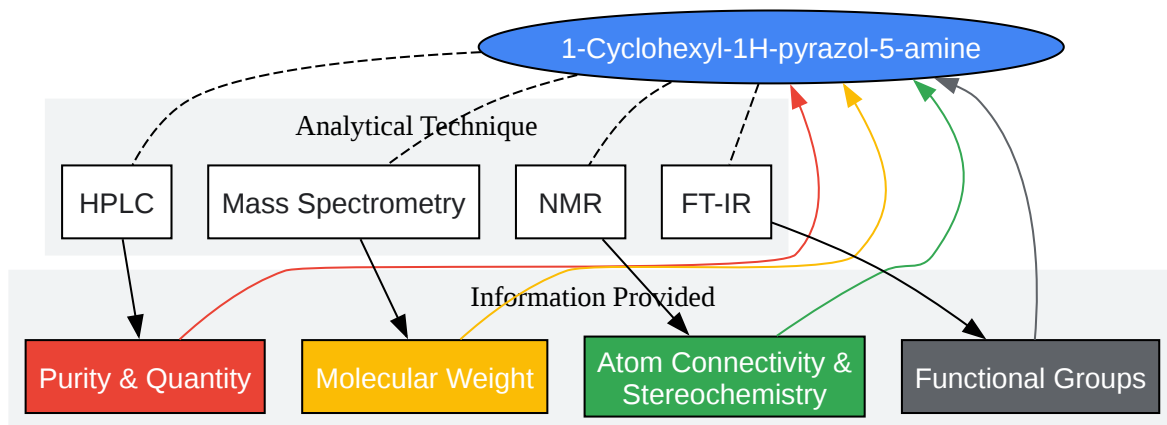 1-Cyclohexyl-1H-pyrazol-5-amine
Analytical Technique
HPLC
Mass Spectrometry
NMR
FT-IR
Information Provided
Purity & Quantity
Molecular Weight
Atom Connectivity &
Stereochemistry
Functional Groups